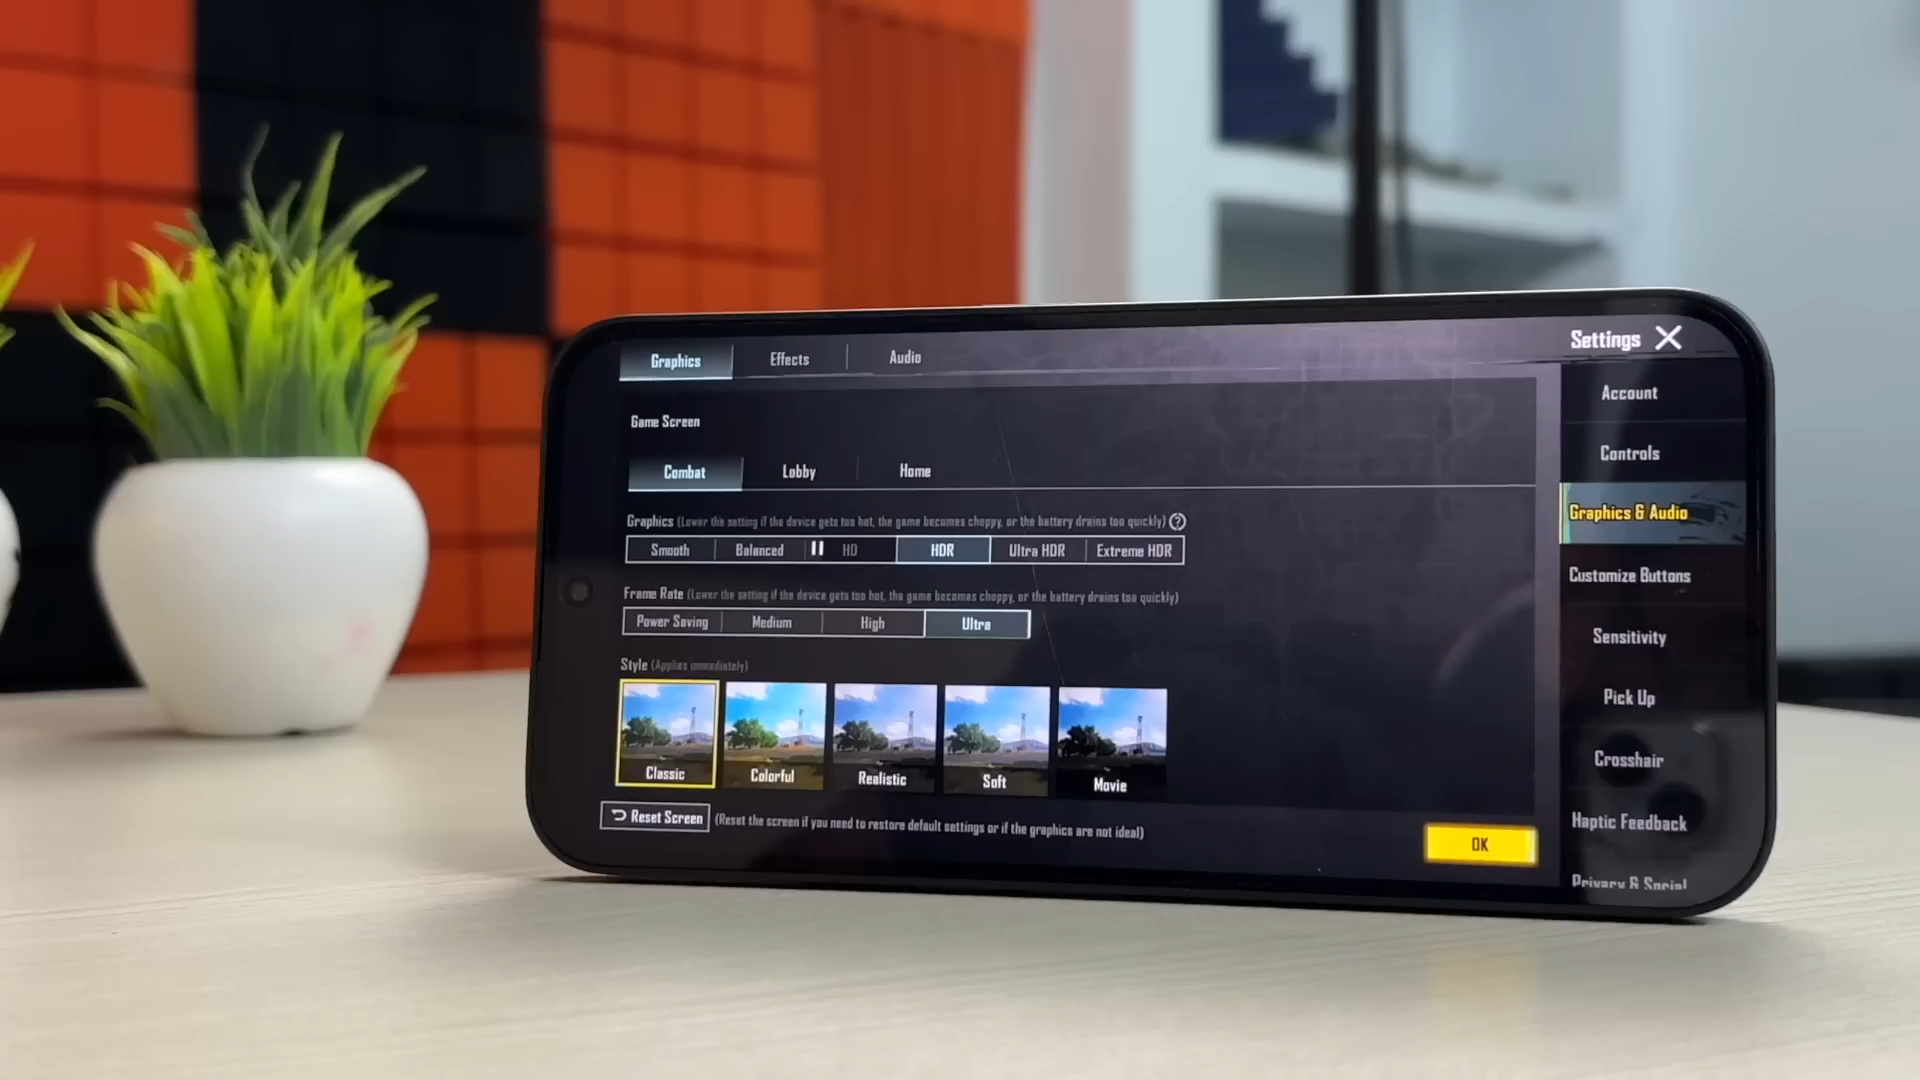 Settings
Graphics Effects Audio
Account
Game Screen
Controls
Combat Lobby Home
Graphics & Audio
Graphics (Lower this setting if the device gets too hot, the game becomes choppy, or the battery drains too quickly)
Smooth Balanced HD HDR Ultra HDR Extreme HDR
Customize Buttons
Frame Rate (Lower the setting if the device gets too hot, the game becomes choppy, or the battery drains too quickly)
Power Saving Medium High Ultra
Sensitivity
Style (Applies immediately)
Pick Up
Classic Colorful Realistic Soft Movie
Crosshair
Reset Screen (Reset the screen if you need to restore default settings or if the graphics are not ideal)
Haptic Feedback
OK
Privacy & Social